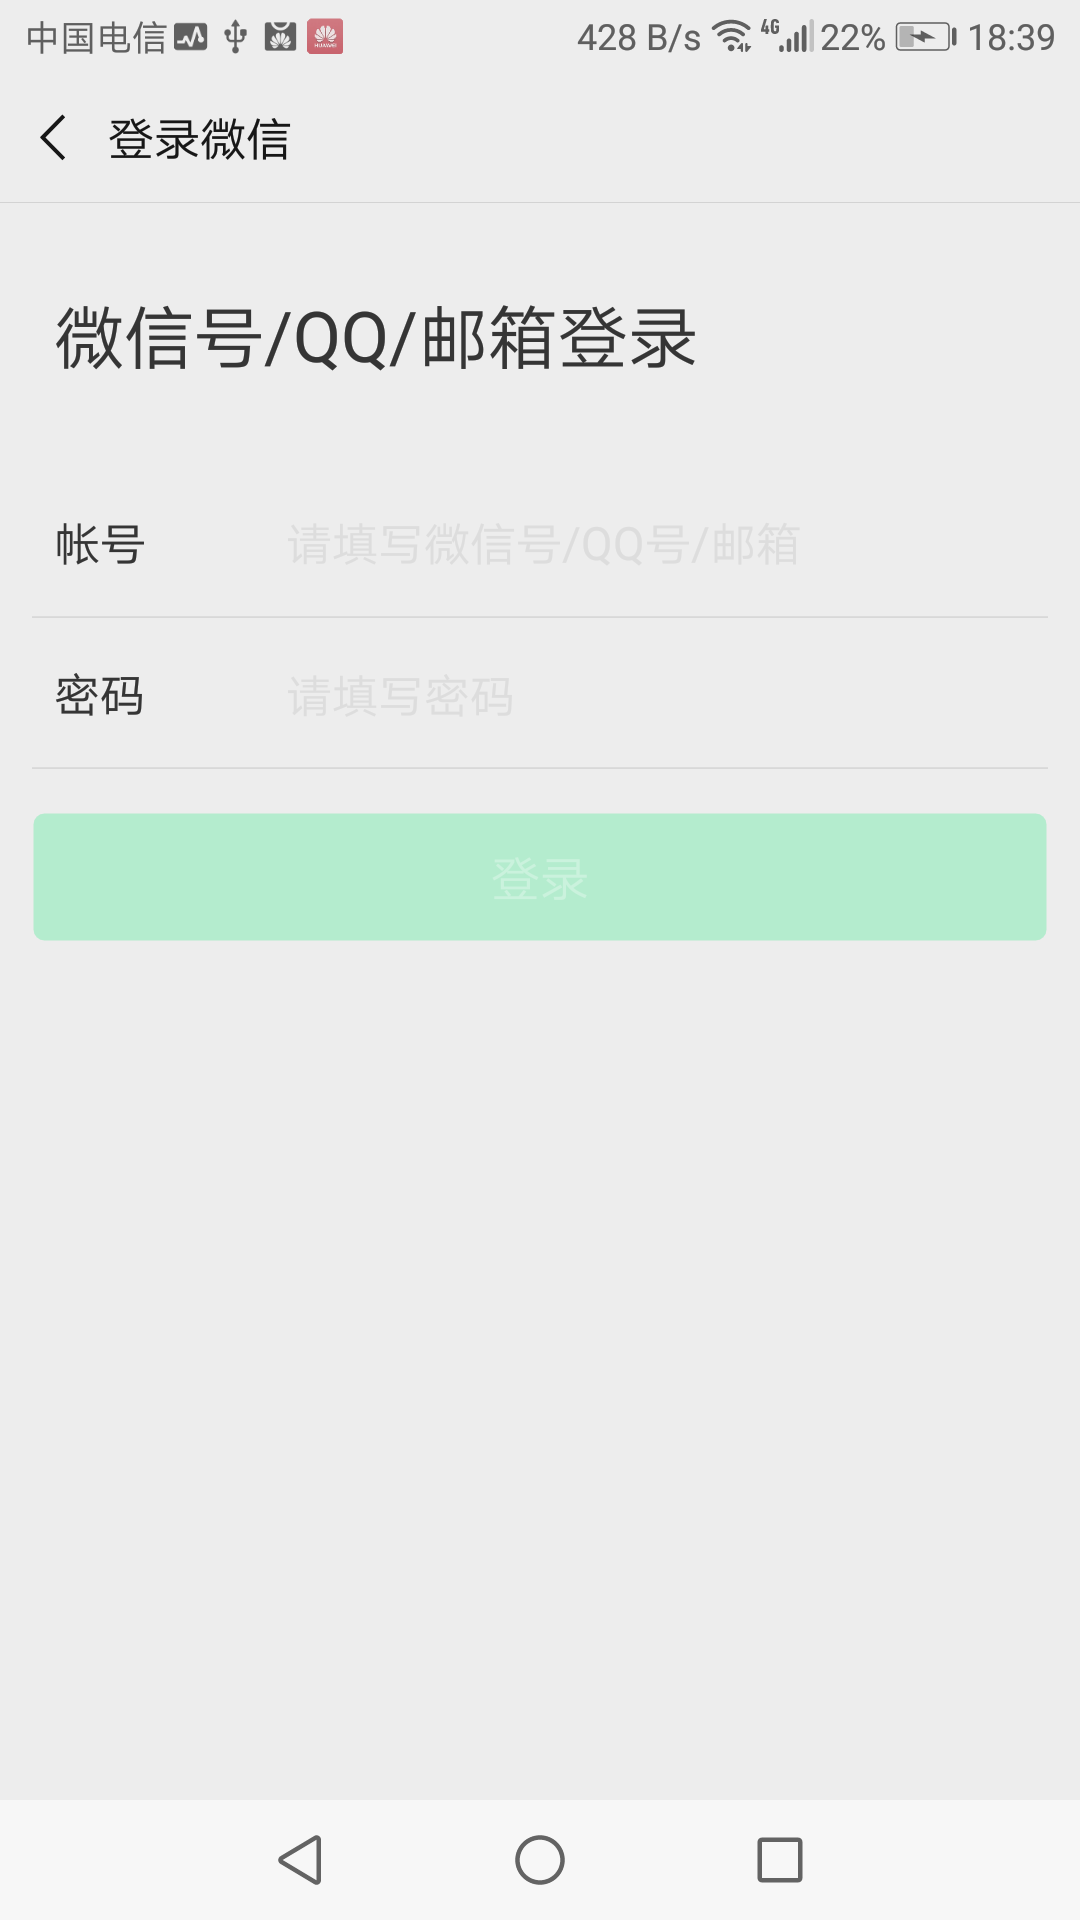 中国电信 428 B/s 4G 22% 18:39
登录微信
微信号/QQ/邮箱登录
帐号 请填写微信号/QQ号/邮箱
密码 请填写密码
登录